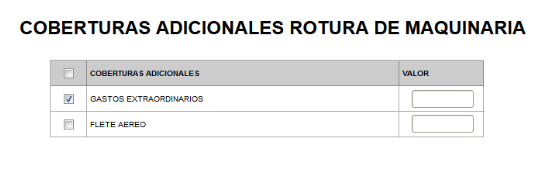 COBERTURAS ADICIONALES ROTURA DE MAQUINARIA
COBERTURAS ADICIONALES VALOR
GASTOS EXTRAORDINARIOS
FLETE AEREO